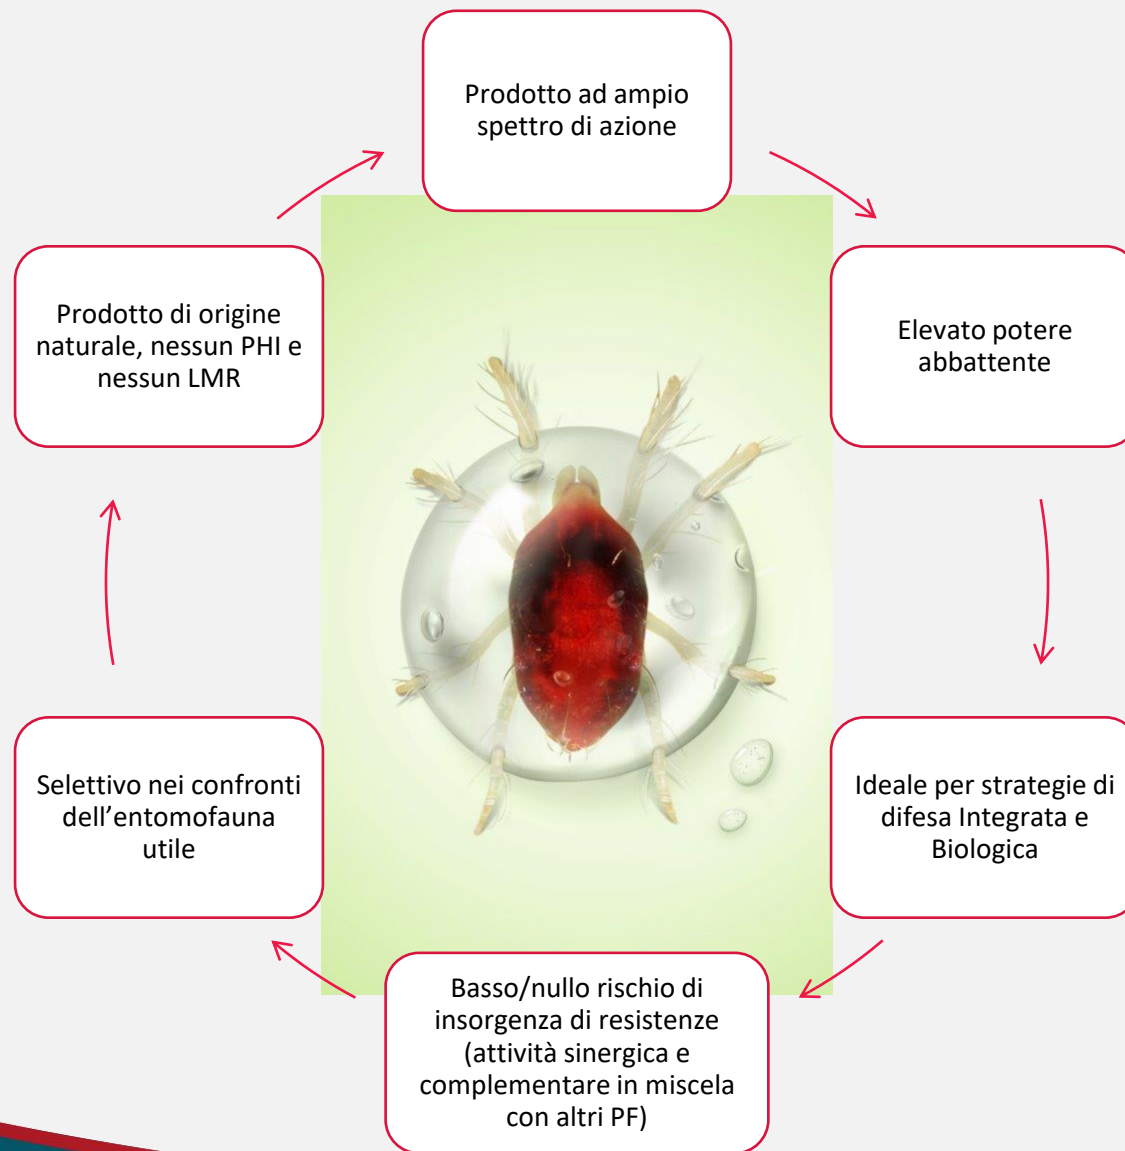 Prodotto ad ampio
spettro di azione
Prodotto di origine
naturale, nessun PHI e
nessun LMR
Elevato potere
abbattente
Selettivo nei confronti
dell’entomofauna
utile
Ideale per strategie di
difesa Integrata e
Biologica
Basso/nullo rischio di
insorgenza di resistenze
(attività sinergica e
complementare in miscela
con altri PF)